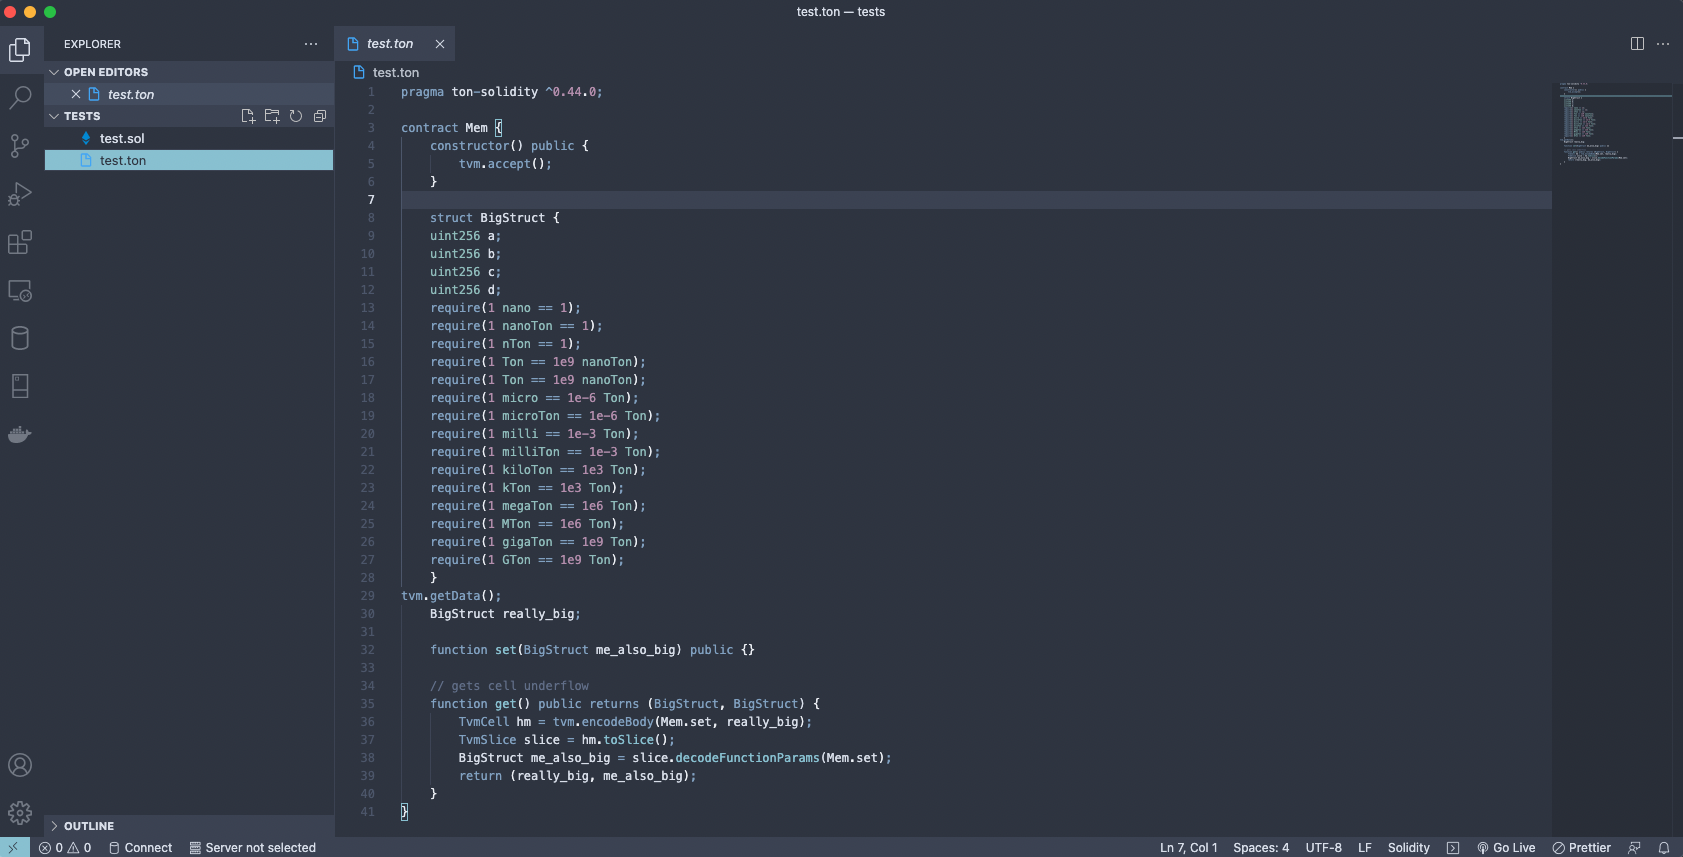 test.ton — tests
EXPLORER
OPEN EDITORS
test.ton
TESTS
test.sol
test.ton
OUTLINE
test.ton
test.ton
1 pragma ton-solidity ^0.44.0;
2
3 contract Mem {
4 constructor() public {
5 tvm.accept();
6 }
7
8 struct BigStruct {
9 uint256 a;
10 uint256 b;
11 uint256 c;
12 uint256 d;
13 require(1 nano == 1);
14 require(1 nanoTon == 1);
15 require(1 nTon == 1);
16 require(1 Ton == 1e9 nanoTon);
17 require(1 Ton == 1e9 nanoTon);
18 require(1 micro == 1e-6 Ton);
19 require(1 microTon == 1e-6 Ton);
20 require(1 milli == 1e-3 Ton);
21 require(1 milliTon == 1e-3 Ton);
22 require(1 kiloTon == 1e3 Ton);
23 require(1 kTon == 1e3 Ton);
24 require(1 megaTon == 1e6 Ton);
25 require(1 MTon == 1e6 Ton);
26 require(1 gigaTon == 1e9 Ton);
27 require(1 GTon == 1e9 Ton);
28 }
29 tvm.getData();
30 BigStruct really_big;
31
32 function set(BigStruct me_also_big) public {}
33
34 // gets cell underflow
35 function get() public returns (BigStruct, BigStruct) {
36 TvmCell hm = tvm.encodeBody(Mem.set, really_big);
37 TvmSlice slice = hm.toSlice();
38 BigStruct me_also_big = slice.decodeFunctionParams(Mem.set);
39 return (really_big, me_also_big);
40 }
41 }
0 0 Connect Server not selected Ln 7, Col 1 Spaces: 4 UTF-8 LF Solidity Go Live Prettier